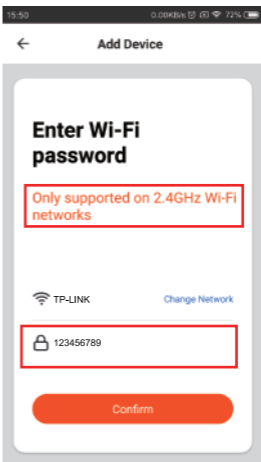 15:50 0.00KB/s 72%
Add Device
Enter Wi-Fi
password
Only supported on 2.4GHz Wi-Fi
networks
TP-LINK Change Network
123456789
Confirm